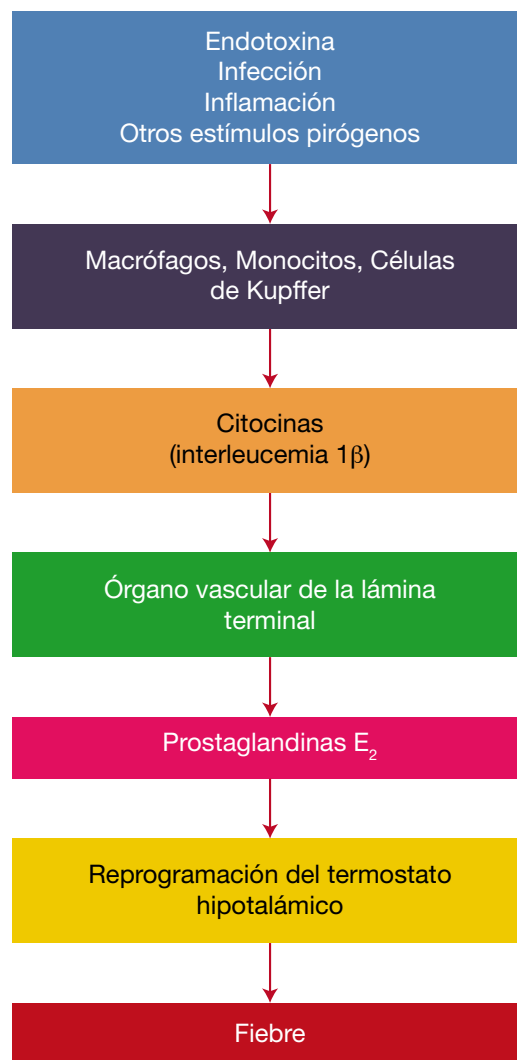 Endotoxina
Infección
Inflamación
Otros estímulos pirógenos
Macrófagos, Monocitos, Células
de Kupffer
Citocinas
(interleucemia 1β)
Órgano vascular de la lámina
terminal
Prostaglandinas E₂
Reprogramación del termostato
hipotalámico
Fiebre